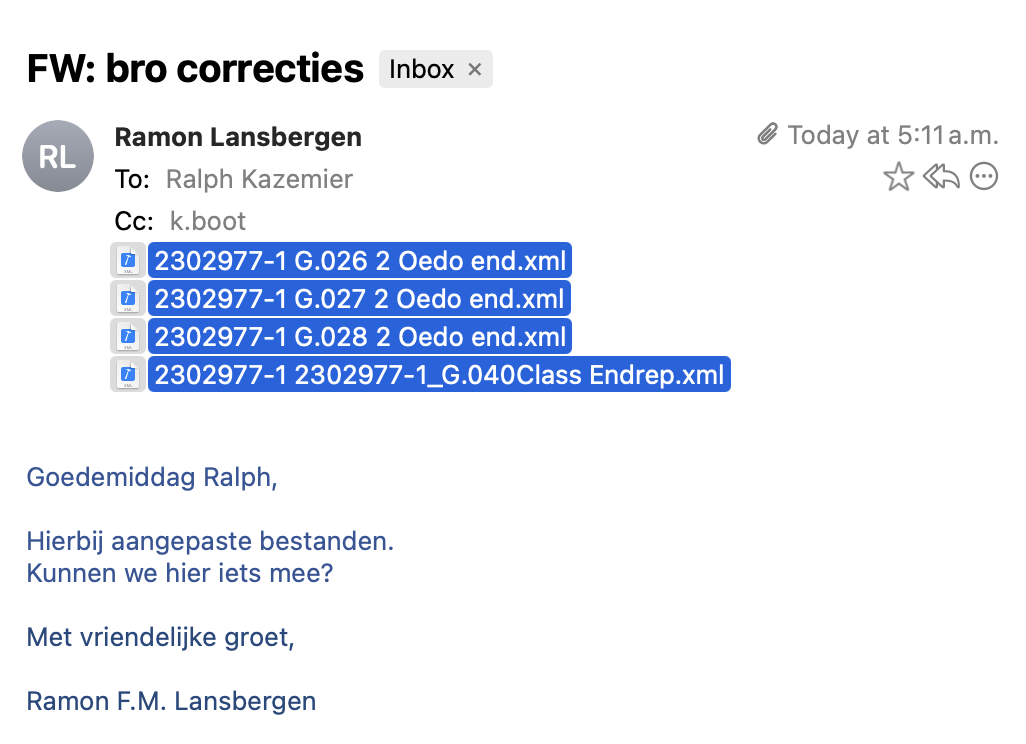 FW: bro correcties Inbox ×
RL
Ramon Lansbergen
Today at 5:11 a.m.
To: Ralph Kazemier
Cc: k.boot
2302977-1 G.026 2 Oedo end.xml
2302977-1 G.027 2 Oedo end.xml
2302977-1 G.028 2 Oedo end.xml
2302977-1 2302977-1_G.040Class Endrep.xml
Goedemiddag Ralph,
Hierbij aangepaste bestanden.
Kunnen we hier iets mee?
Met vriendelijke groet,
Ramon F.M. Lansbergen